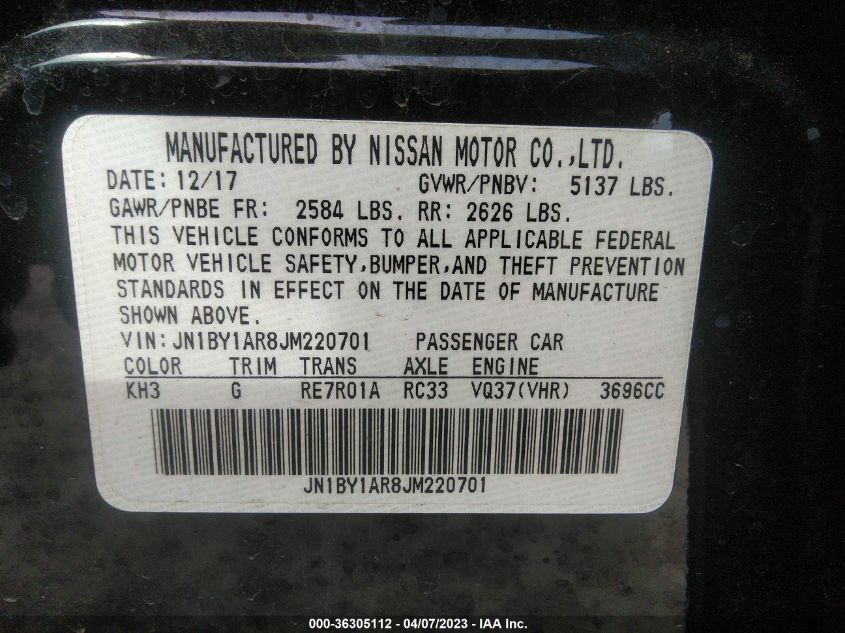 MANUFACTURED BY NISSAN MOTOR CO.,LTD.
DATE: 12/17 GVWR/PNBV: 5137 LBS.
GAWR/PNBE FR: 2584 LBS. RR: 2626 LBS.
THIS VEHICLE CONFORMS TO ALL APPLICABLE FEDERAL
MOTOR VEHICLE SAFETY,BUMPER,AND THEFT PREVENTION
STANDARDS IN EFFECT ON THE DATE OF MANUFACTURE
SHOWN ABOVE.
VIN:JN1BY1AR8JM220701 PASSENGER CAR
COLOR TRIM TRANS AXLE ENGINE
KH3 G RE7R01A RC33 VQ37(VHR) 3696CC
JN1BY1AR8JM220701
000-36305112 - 04/07/2023 - IAA Inc.